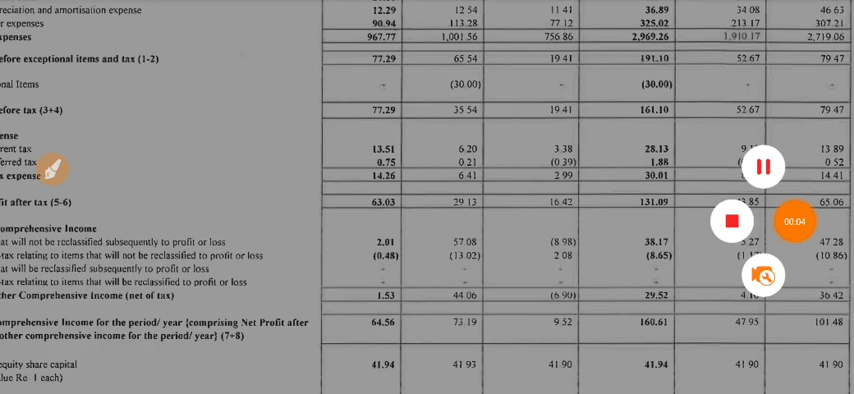 reciation and amortisation expense 12.29 12 54 11 41 36.89 34 08 46 63
r expenses 90.94 113.28 77 12 325.02 213.17 307.21
xpenses 967.77 1,001.56 756 86 2,969.26 1,910.17 2,719.06
efore exceptional items and tax (1-2) 77.29 65 54 19 41 191.10 52.67 79 47
onal Items - (30.00) - (30.00) - -
efore tax (3+4) 77.29 35 54 19.41 161.10 52.67 79 47
ense
rent tax 13.51 6.20 3.38 28.13 13 89
ferred tax 0.75 0.21 (0.39) 1.88 0 52
x expense 14.26 6.41 2 99 30.01 14.41
fit after tax (5-6) 63.03 29 13 16 42 131.09 85 65.06
omprehensive Income
hat will not be reclassified subsequently to profit or loss 2.01 57.08 (8 98) 38.17 27 47 28
-tax relating to items that will not be reclassified to profit or loss (0.48) (13.02) 2 08 (8.65) (10.86)
hat will be reclassified subsequently to profit or loss - - - - -
-tax relating to items that will be reclassified to profit or loss - - - - - -
ther Comprehensive Income (net of tax) 1.53 44 06 (6 90) 29.52 36 42
omprehensive Income for the period/ year {comprising Net Profit after 64.56 73.19 9 52 160.61 47 95 101 48
other comprehensive income for the period/ year} (7+8)
equity share capital 41.94 41 93 41 90 41.94 41 90 41 90
alue Re 1 each)
00:04